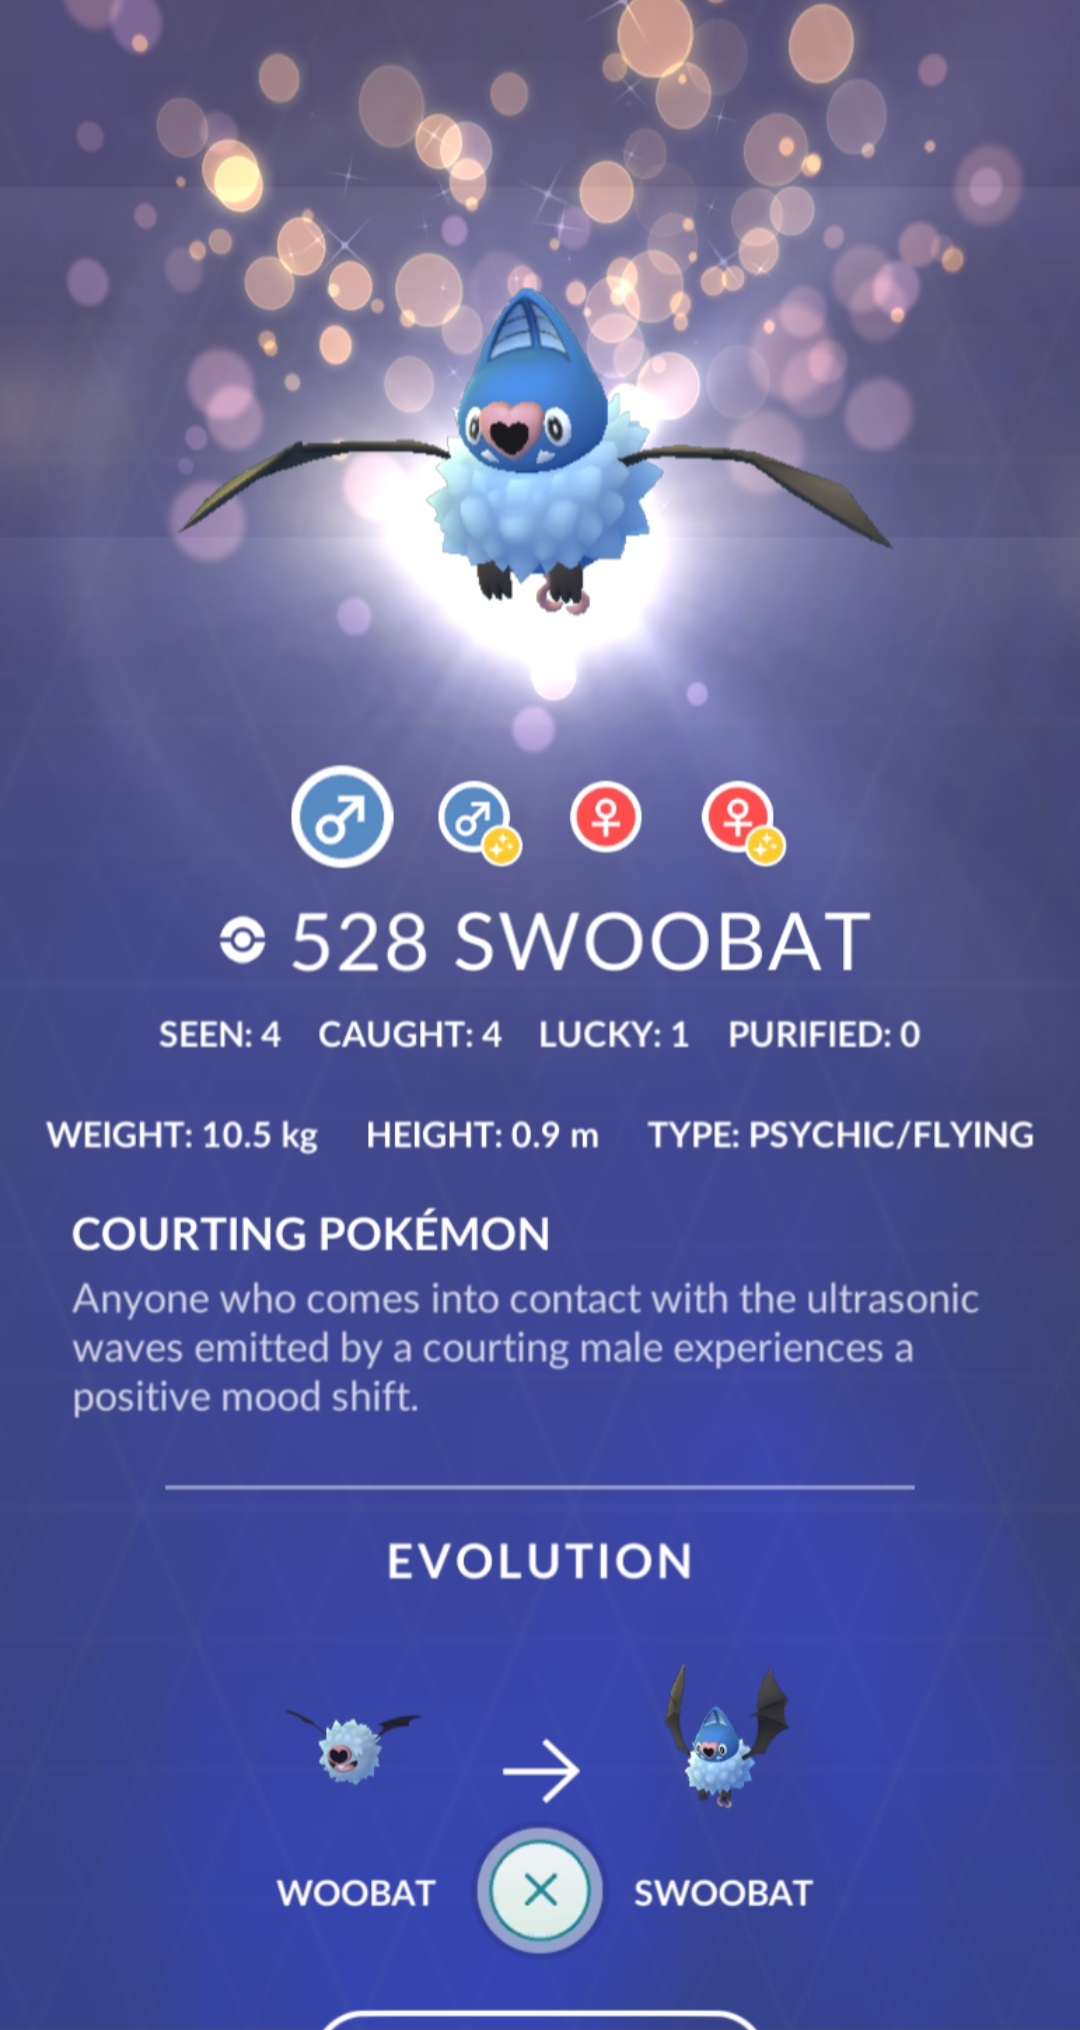 528 SWOOBAT
SEEN: 4 CAUGHT: 4 LUCKY: 1 PURIFIED: 0
WEIGHT: 10.5 kg HEIGHT: 0.9 m TYPE: PSYCHIC/FLYING
COURTING POKÉMON
Anyone who comes into contact with the ultrasonic
waves emitted by a courting male experiences a
positive mood shift.
EVOLUTION
WOOBAT SWOOBAT